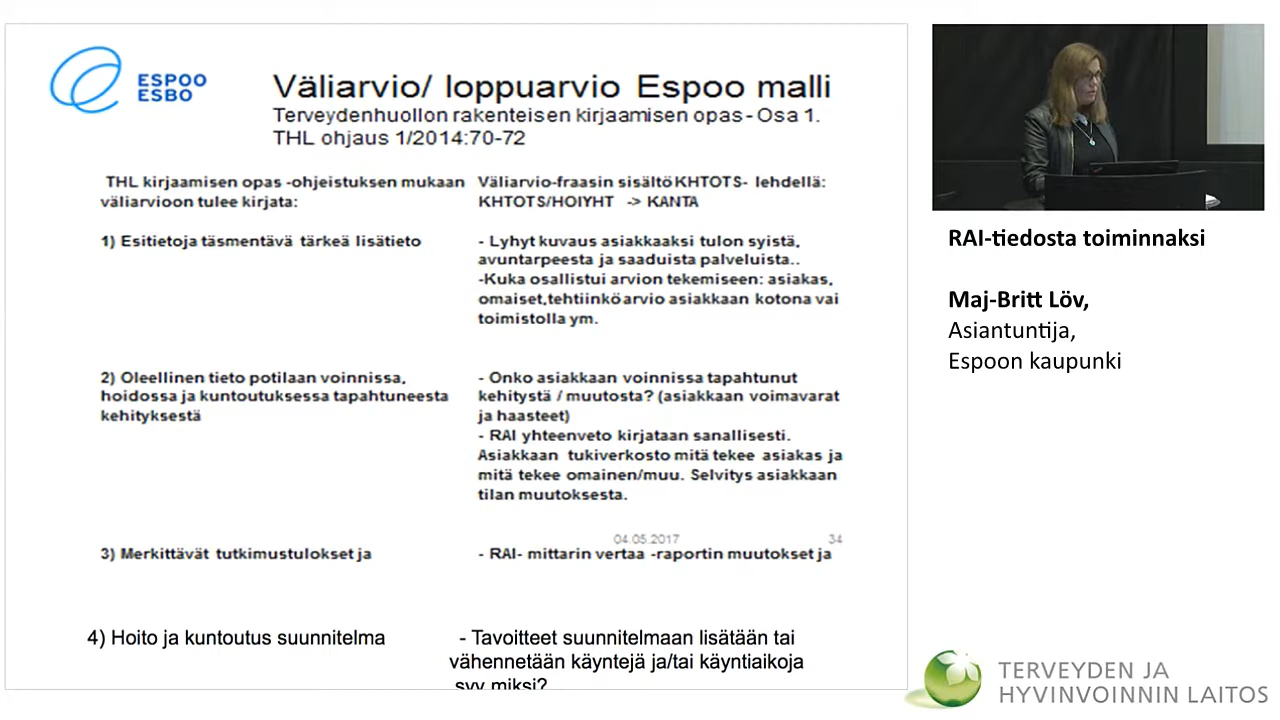 ESPOO
ESBO
Väliarvio/ loppuarvio Espoo malli
Terveydenhuollon rakenteisen kirjaamisen opas - Osa 1.
THL ohjaus 1/2014:70-72
THL kirjaamisen opas -ohjeistuksen mukaan
väliarvioon tulee kirjata:
Väliarvio-fraasin sisältö KHTOTS- lehdellä:
KHTOTS/HOIYHT -> KANTA
1) Esitietoja täsmentävä tärkeä lisätieto
- Lyhyt kuvaus asiakkaaksi tulon syistä,
avuntarpeesta ja saaduista palveluista..
-Kuka osallistui arvion tekemiseen: asiakas,
omaiset,tehtiinkö arvio asiakkaan kotona vai
toimistolla ym.
2) Oleellinen tieto potilaan voinnissa,
hoidossa ja kuntoutuksessa tapahtuneesta
kehityksestä
- Onko asiakkaan voinnissa tapahtunut
kehitystä / muutosta? (asiakkaan voimavarat
ja haasteet)
- RAI yhteenveto kirjataan sanallisesti.
Asiakkaan tukiverkosto mitä tekee asiakas ja
mitä tekee omainen/muu. Selvitys asiakkaan
tilan muutoksesta.
04.05.2017
34
3) Merkittävät tutkimustulokset ja
- RAI- mittarin vertaa -raportin muutokset ja
4) Hoito ja kuntoutus suunnitelma
- Tavoitteet suunnitelmaan lisätään tai
vähennetään käyntejä ja/tai käyntiaikoja
syy miksi?
RAI-tiedosta toiminnaksi
Maj-Britt Löv,
Asiantuntija,
Espoon kaupunki
TERVEYDEN JA
HYVINVOINNIN LAITOS